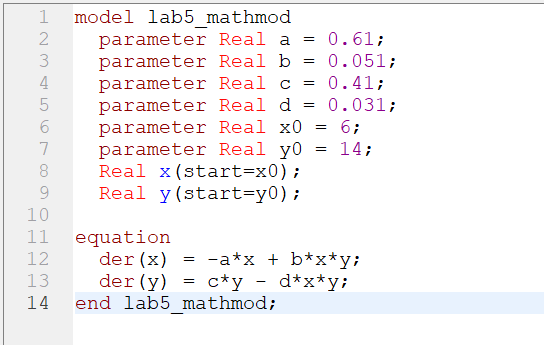 1 model lab5_mathmod
2   parameter Real a = 0.61;
3   parameter Real b = 0.051;
4   parameter Real c = 0.41;
5   parameter Real d = 0.031;
6   parameter Real x0 = 6;
7   parameter Real y0 = 14;
8   Real x(start=x0);
9   Real y(start=y0);
10
11 equation
12   der(x) = -a*x + b*x*y;
13   der(y) = c*y - d*x*y;
14 end lab5_mathmod;